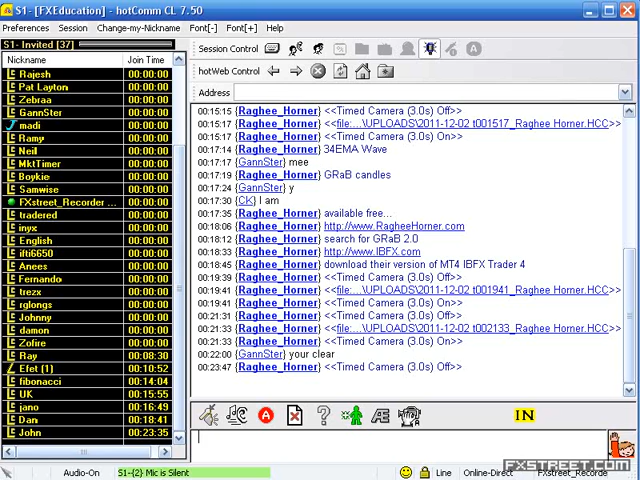 S1- [FXEducation] - hotComm CL 7.50
Preferences Session Change-my-Nickname Font[-] Font[+] Help
S1- Invited [37]
Nickname Join Time
Rajesh 00:00:00
Pat Layton 00:00:00
Zebraa 00:00:00
GannSter 00:00:00
madi 00:00:00
Ramy 00:00:00
Neil 00:00:00
MktTimer 00:00:00
Boykie 00:00:00
Samwise 00:00:00
FXstreet_Recorder ... 00:00:00
tradered 00:00:00
inyx 00:00:00
English 00:00:00
ifti6650 00:00:00
Anees 00:00:00
Fernando 00:00:00
trezx 00:00:00
rglongs 00:00:00
Johnny 00:00:00
damon 00:00:00
Zofire 00:00:00
Ray 00:08:30
Efet (1) 00:10:52
fibonacci 00:14:04
UK 00:15:55
jano 00:16:49
Dan 00:18:41
John 00:23:35
Session Control
hotWeb Control
Address
00:15:15 {Raghee_Horner} <<Timed Camera (3.0s) Off>>
00:15:17 {Raghee_Horner} <<file:...\UPLOADS\2011-12-02 t001517_Raghee Horner.HCC>>
00:15:17 {Raghee_Horner} <<Timed Camera (3.0s) On>>
00:17:14 {Raghee_Horner} 34EMA Wave
00:17:17 {GannSter} mee
00:17:19 {Raghee_Horner} GRaB candles
00:17:24 {GannSter} y
00:17:30 {CK} I am
00:17:35 {Raghee_Horner} available free...
00:18:06 {Raghee_Horner} http://www.RagheeHorner.com
00:18:12 {Raghee_Horner} search for GRaB 2.0
00:18:33 {Raghee_Horner} http://www.IBFX.com
00:18:45 {Raghee_Horner} download their version of MT4 IBFX Trader 4
00:19:39 {Raghee_Horner} <<Timed Camera (3.0s) Off>>
00:19:41 {Raghee_Horner} <<file:...\UPLOADS\2011-12-02 t001941_Raghee Horner.HCC>>
00:19:41 {Raghee_Horner} <<Timed Camera (3.0s) On>>
00:21:31 {Raghee_Horner} <<Timed Camera (3.0s) Off>>
00:21:33 {Raghee_Horner} <<file:...\UPLOADS\2011-12-02 t002133_Raghee Horner.HCC>>
00:21:33 {Raghee_Horner} <<Timed Camera (3.0s) On>>
00:22:00 {GannSter} your clear
00:23:47 {Raghee_Horner} <<Timed Camera (3.0s) Off>>
IN
Audio-On S1-{2} Mic is Silent Line Online-Direct FXstreet_Recorde
FXSTREET.COM